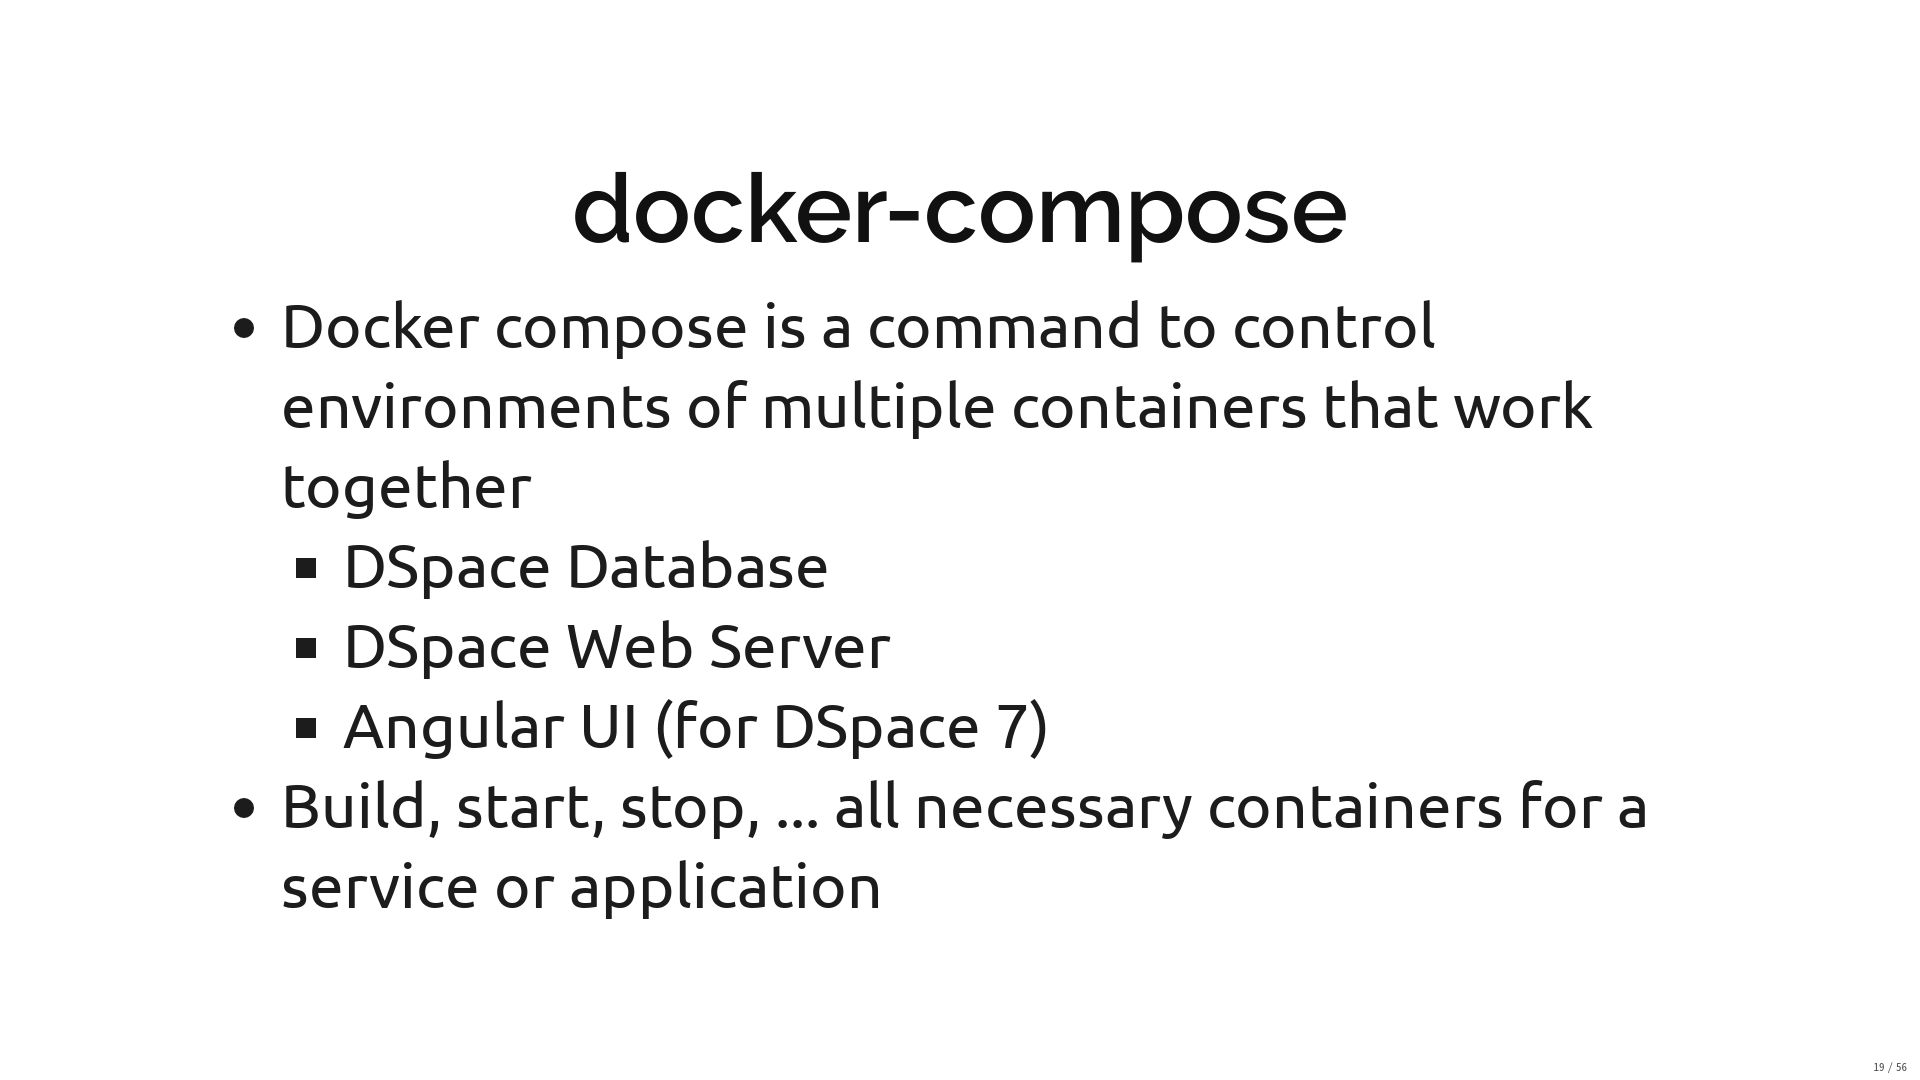 docker-compose
Docker compose is a command to control
environments of multiple containers that work
together
DSpace Database
DSpace Web Server
Angular UI (for DSpace 7)
Build, start, stop, ... all necessary containers for a
service or application
19 / 56